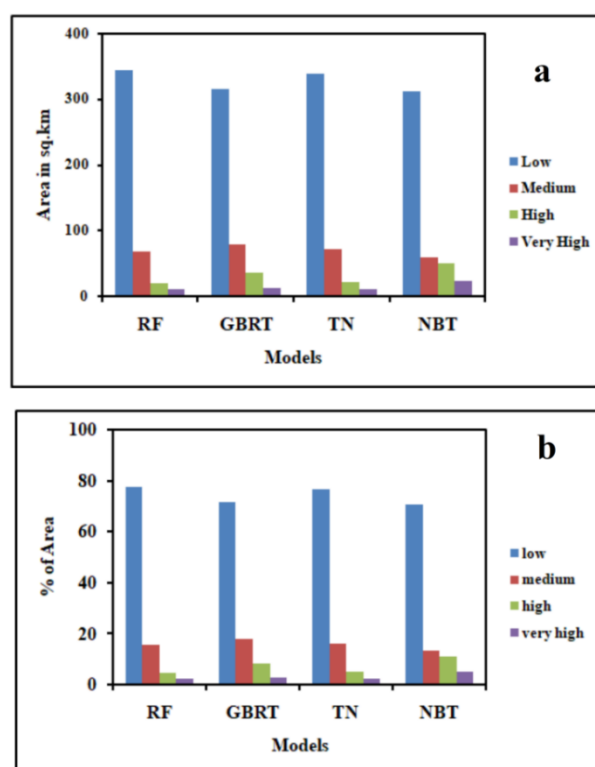 a
400
300
200
100
0
Area in sq.km
RF GBRT TN NBT
Models
Low
Medium
High
Very High
b
100
80
60
40
20
0
% of Area
RF GBRT TN NBT
Models
low
medium
high
very high